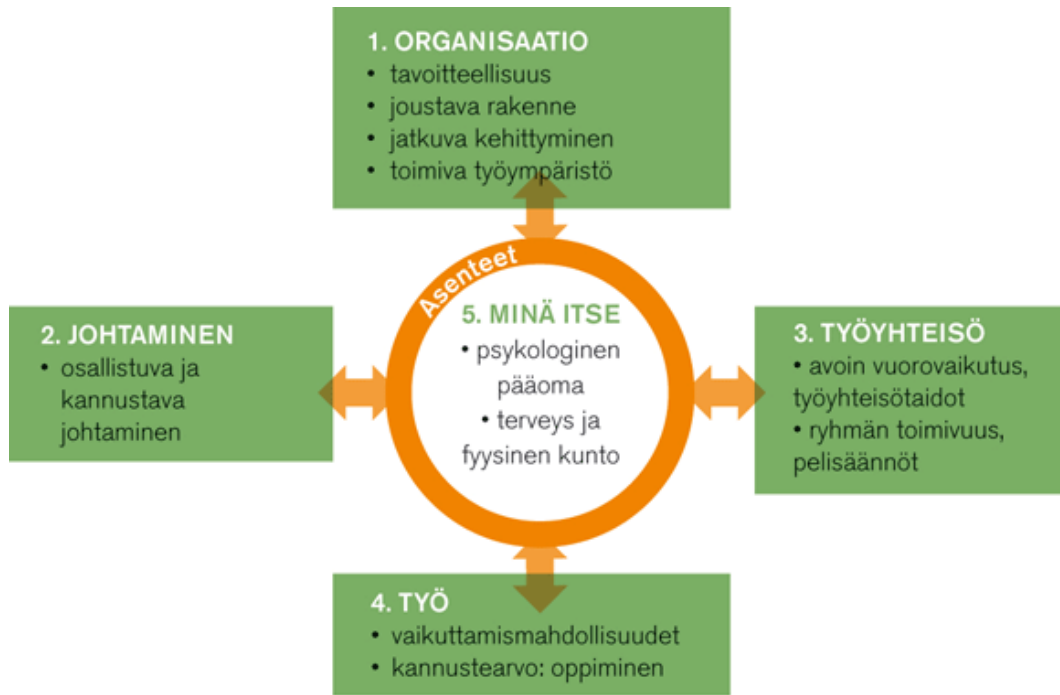 1. ORGANISAATIO
• tavoitteellisuus
• joustava rakenne
• jatkuva kehittyminen
• toimiva työympäristö
Asenteet
5. MINÄ ITSE
• psykologinen
pääoma
• terveys ja
fyysinen kunto
2. JOHTAMINEN
• osallistuva ja
kannustava
johtaminen
3. TYÖYHTEISÖ
• avoin vuorovaikutus,
työyhteisötaidot
• ryhmän toimivuus,
pelisäännöt
4. TYÖ
• vaikuttamismahdollisuudet
• kannustearvo: oppiminen